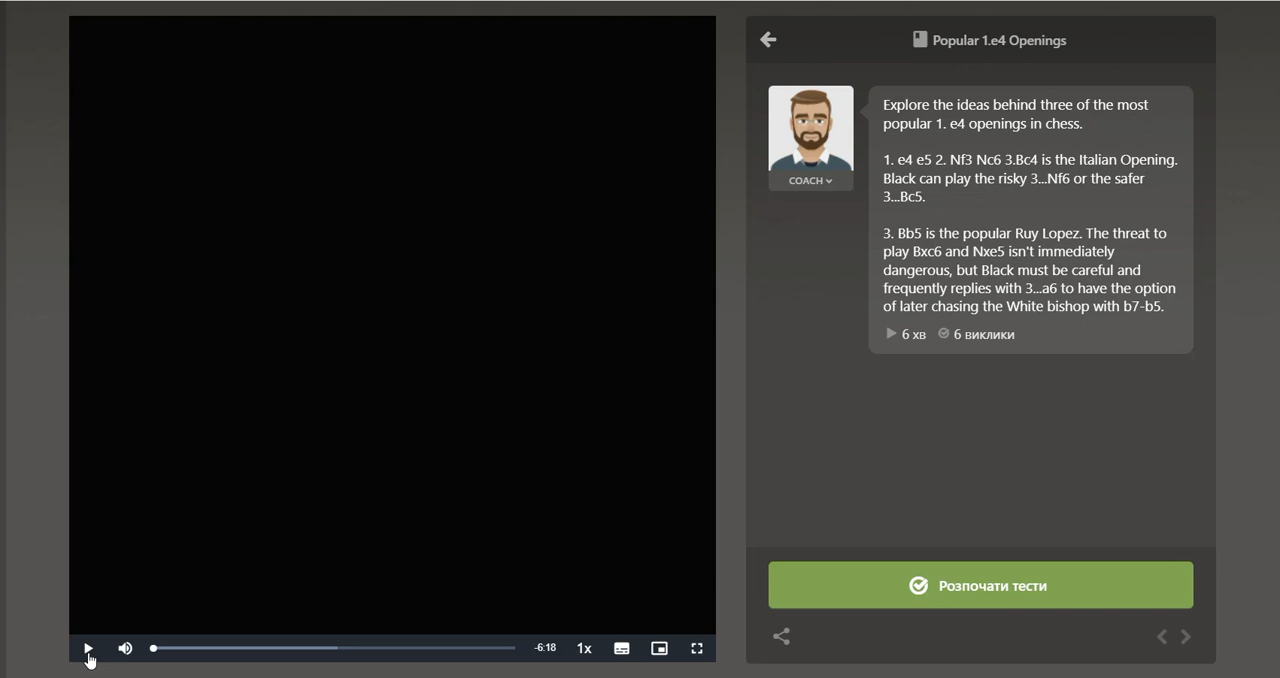 Popular 1.e4 Openings
Explore the ideas behind three of the most
popular 1. e4 openings in chess.
1. e4 e5 2. Nf3 Nc6 3.Bc4 is the Italian Opening.
Black can play the risky 3...Nf6 or the safer
3...Bc5.
COACH
3. Bb5 is the popular Ruy Lopez. The threat to
play Bxc6 and Nxe5 isn't immediately
dangerous, but Black must be careful and
frequently replies with 3...a6 to have the option
of later chasing the White bishop with b7-b5.
6 хв 6 виклики
Розпочати тести
-6:18 1x